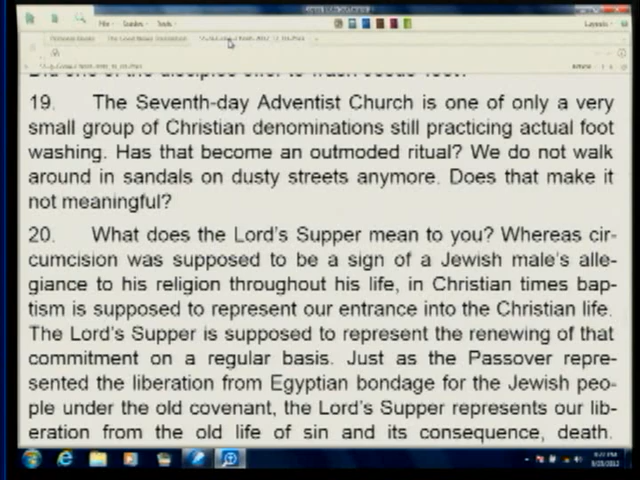 File Guides Tools
Layouts
19. The Seventh-day Adventist Church is one of only a very
small group of Christian denominations still practicing actual foot
washing. Has that become an outmoded ritual? We do not walk
around in sandals on dusty streets anymore. Does that make it
not meaningful?
20. What does the Lord's Supper mean to you? Whereas cir-
cumcision was supposed to be a sign of a Jewish male's alle-
giance to his religion throughout his life, in Christian times bap-
tism is supposed to represent our entrance into the Christian life.
The Lord's Supper is supposed to represent the renewing of that
commitment on a regular basis. Just as the Passover repre-
sented the liberation from Egyptian bondage for the Jewish peo-
ple under the old covenant, the Lord's Supper represents our lib-
eration from the old life of sin and its consequence, death.